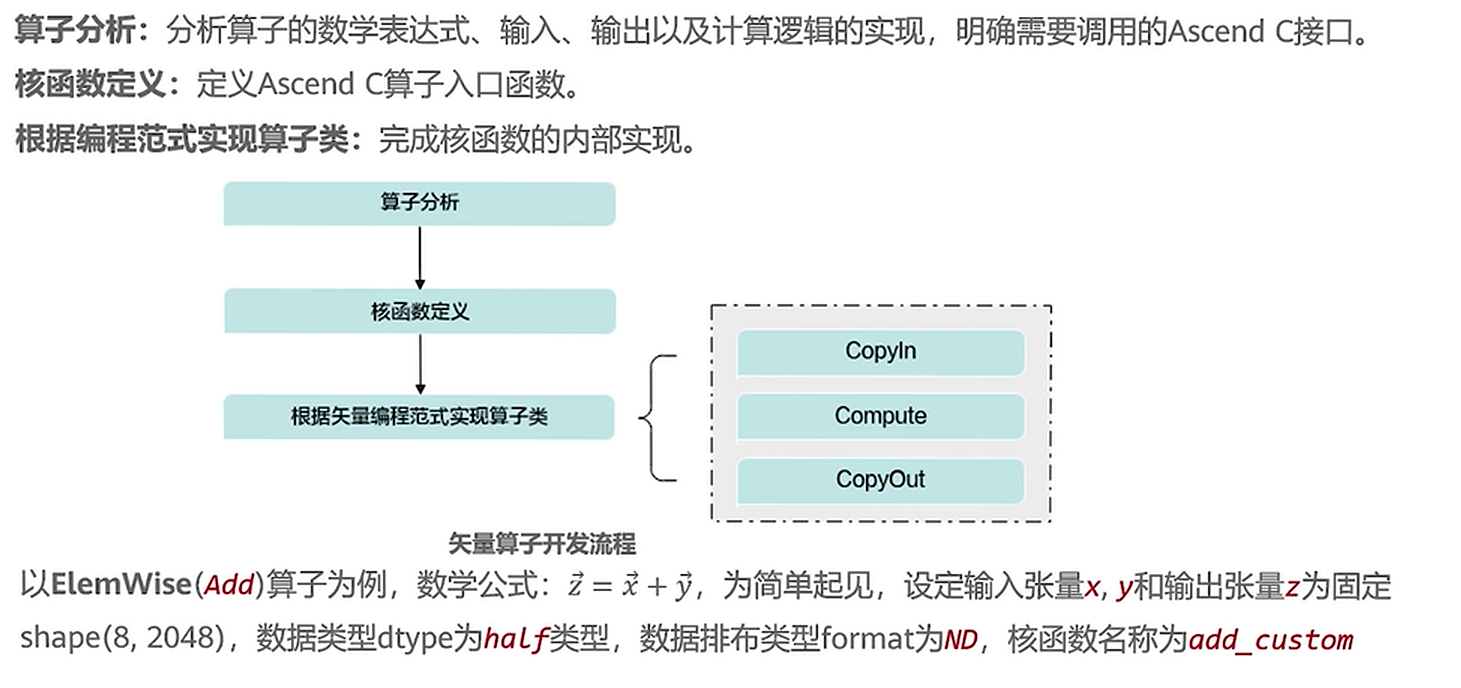 算子分析：分析算子的数学表达式、输入、输出以及计算逻辑的实现，明确需要调用的Ascend C接口。
核函数定义：定义Ascend C算子入口函数。
根据编程范式实现算子类：完成核函数的内部实现。
算子分析
核函数定义
根据矢量编程范式实现算子类
CopyIn
Compute
CopyOut
矢量算子开发流程
以ElemWise(Add)算子为例，数学公式：z⃗ = x⃗ + y⃗，为简单起见，设定输入张量x, y和输出张量z为固定
shape(8, 2048)，数据类型dtype为half类型，数据排布类型format为ND，核函数名称为add_custom